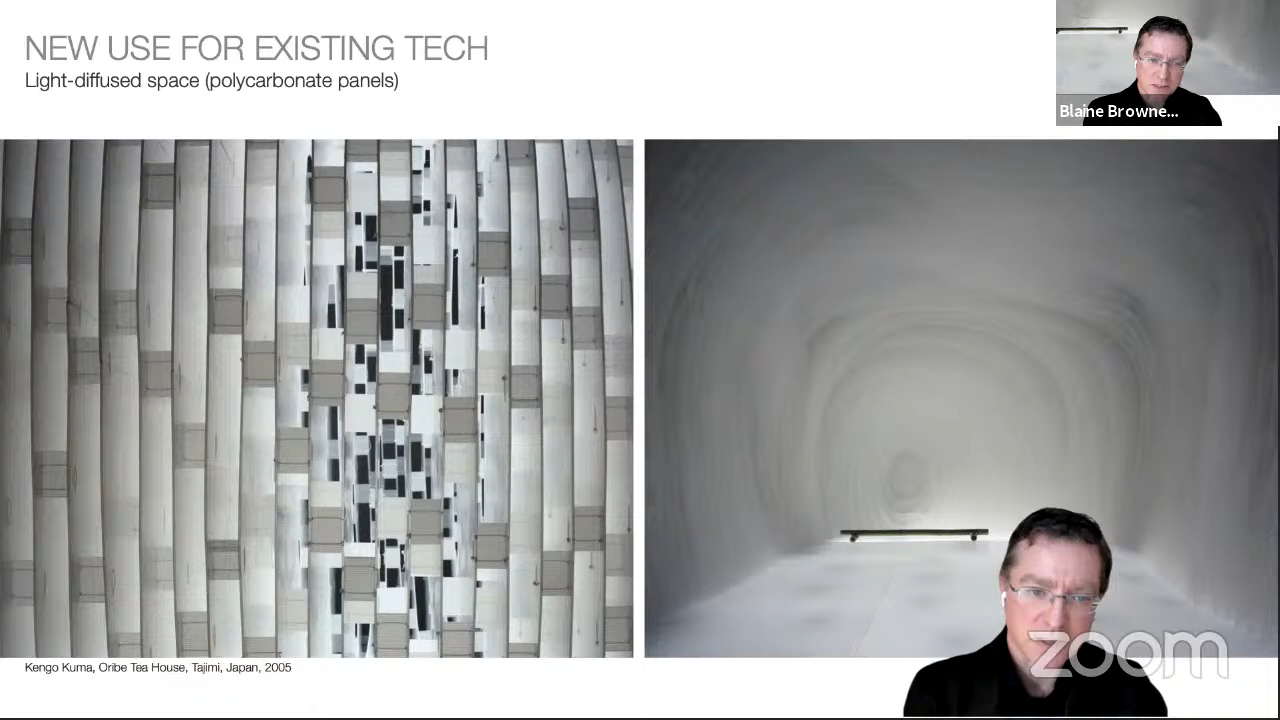 NEW USE FOR EXISTING TECH
Light-diffused space (polycarbonate panels)
Blaine Browne...
Kengo Kuma, Oribe Tea House, Tajimi, Japan, 2005
zoom